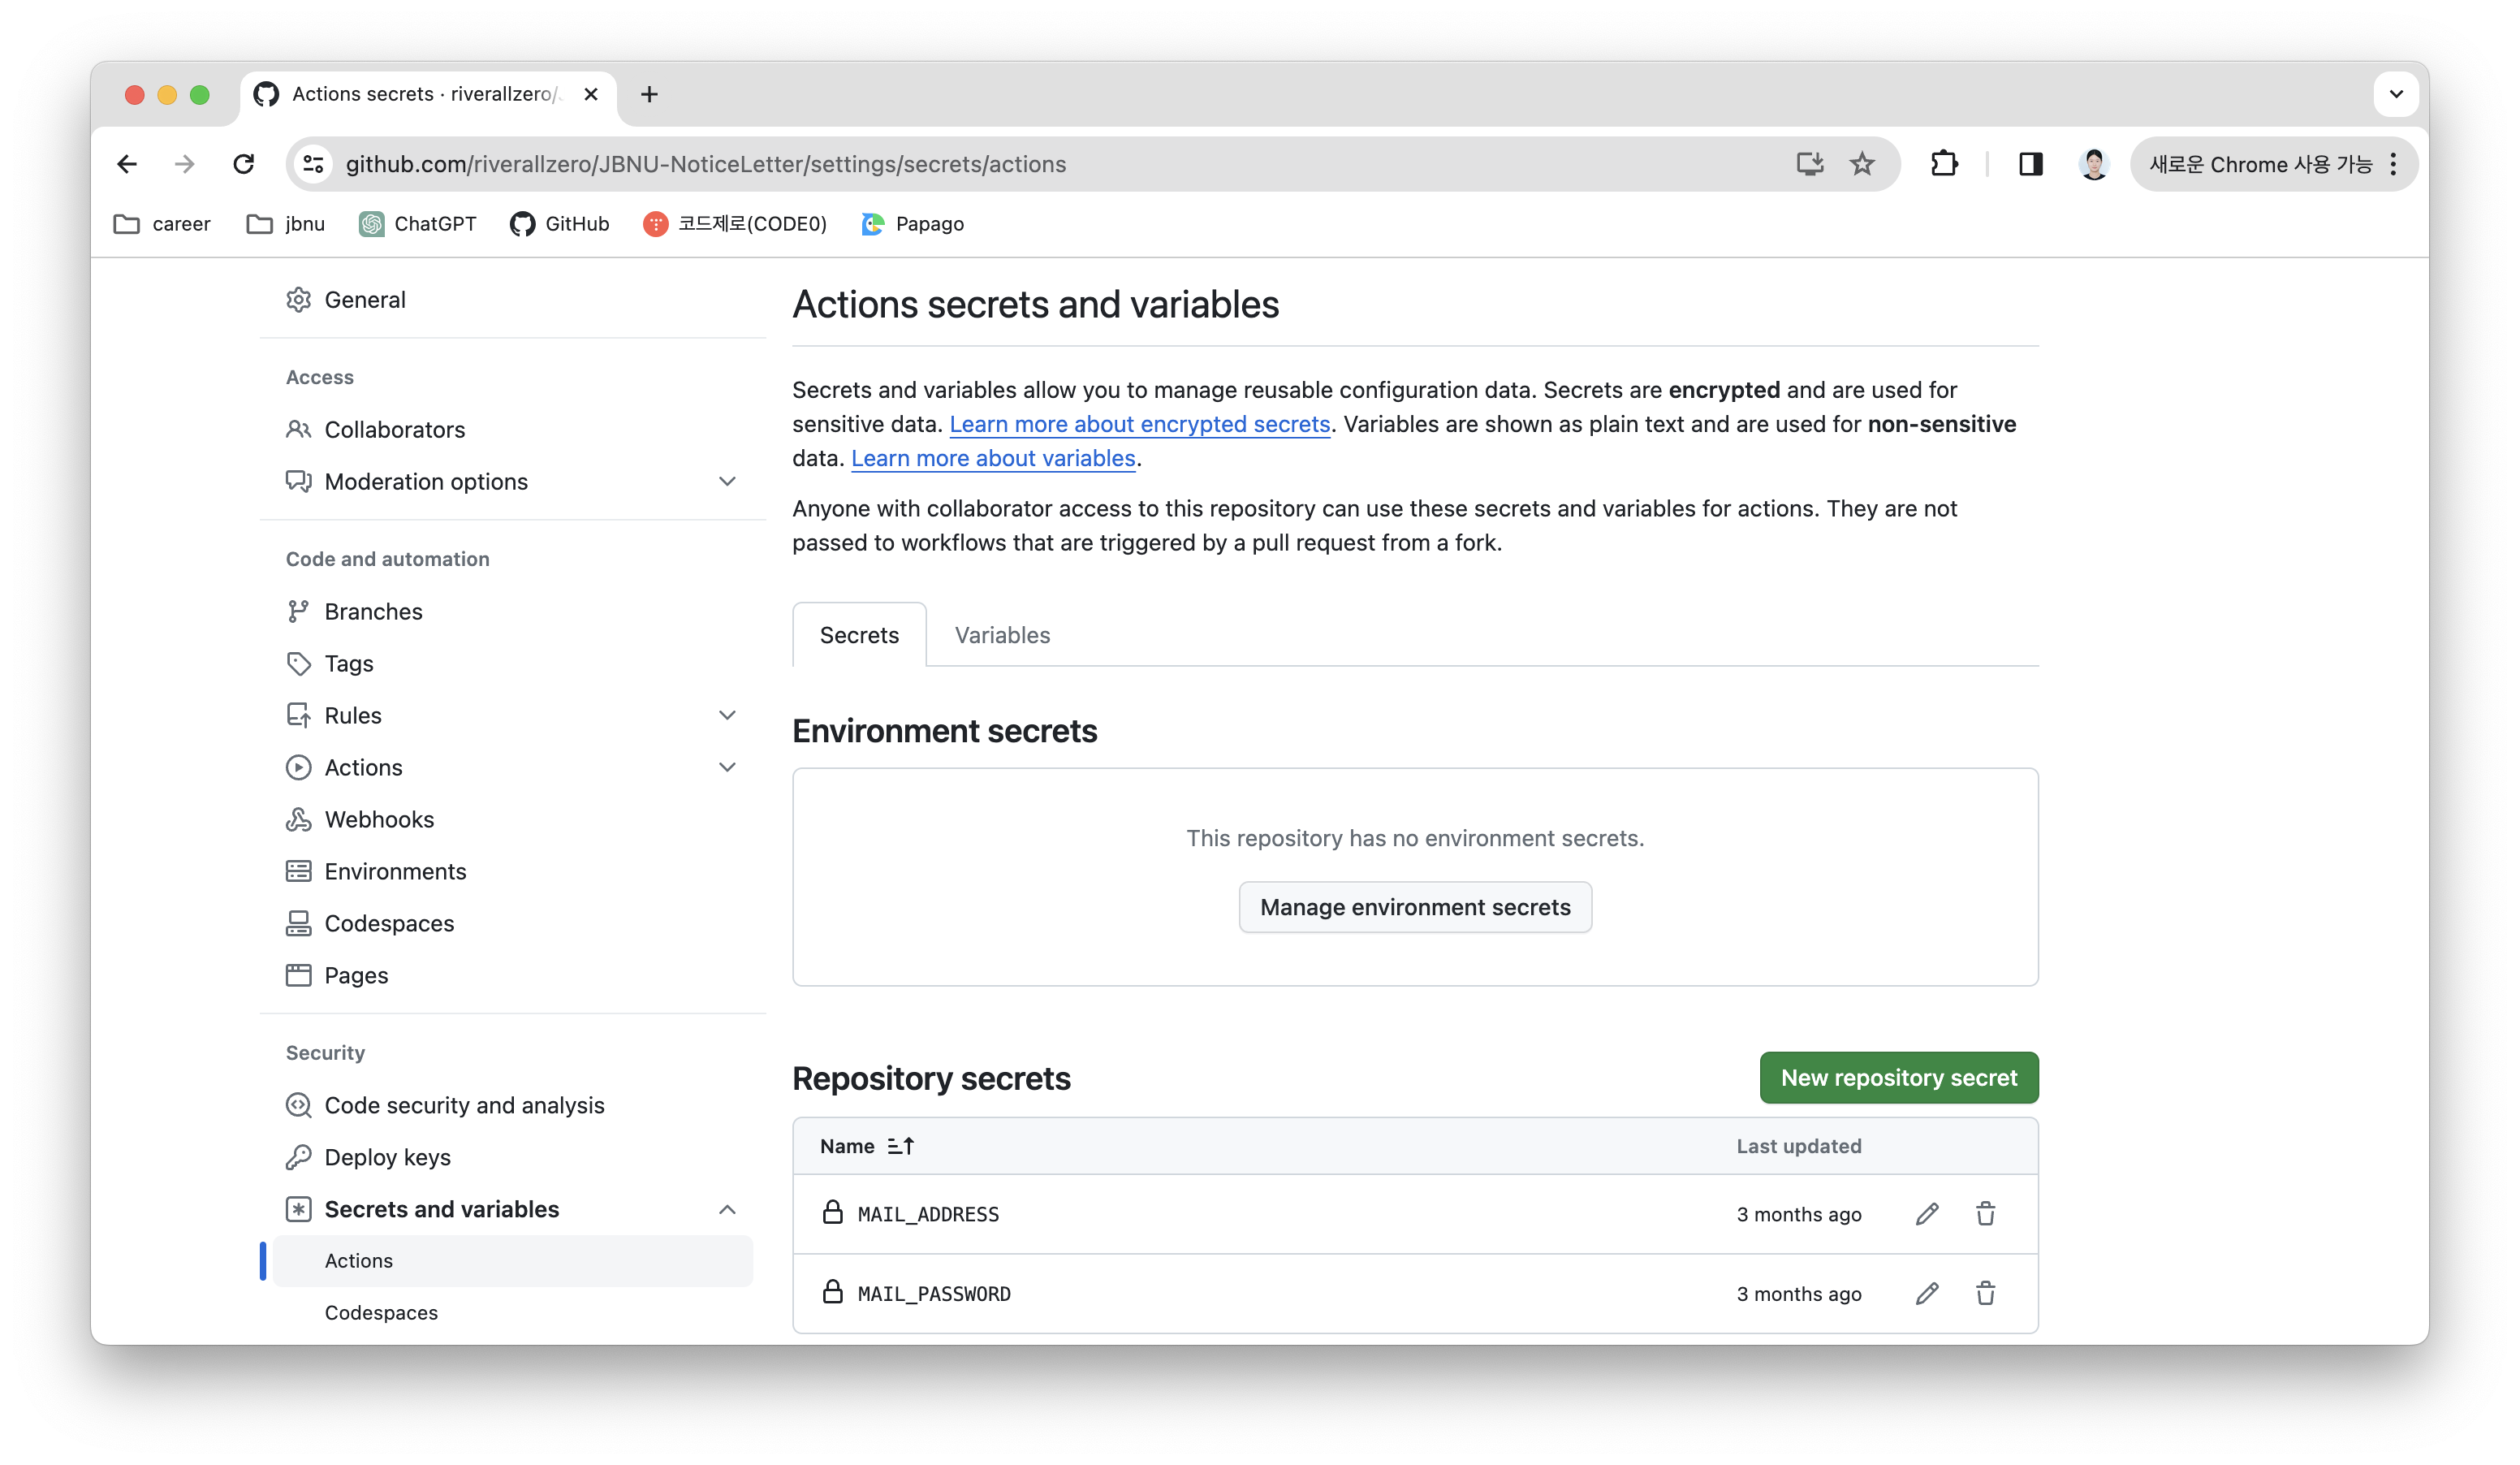 Actions secrets · riverallzero/
github.com/riverallzero/JBNU-NoticeLetter/settings/secrets/actions
새로운 Chrome 사용 가능
career
jbnu
ChatGPT
GitHub
코드제로(CODE0)
Papago
General
Access
Collaborators
Moderation options
Code and automation
Branches
Tags
Rules
Actions
Webhooks
Environments
Codespaces
Pages
Security
Code security and analysis
Deploy keys
Secrets and variables
Actions
Codespaces
Actions secrets and variables
Secrets and variables allow you to manage reusable configuration data. Secrets are encrypted and are used for
sensitive data. Learn more about encrypted secrets. Variables are shown as plain text and are used for non-sensitive
data. Learn more about variables.
Anyone with collaborator access to this repository can use these secrets and variables for actions. They are not
passed to workflows that are triggered by a pull request from a fork.
Secrets
Variables
Environment secrets
This repository has no environment secrets.
Manage environment secrets
Repository secrets
New repository secret
Name
Last updated
MAIL_ADDRESS
3 months ago
MAIL_PASSWORD
3 months ago